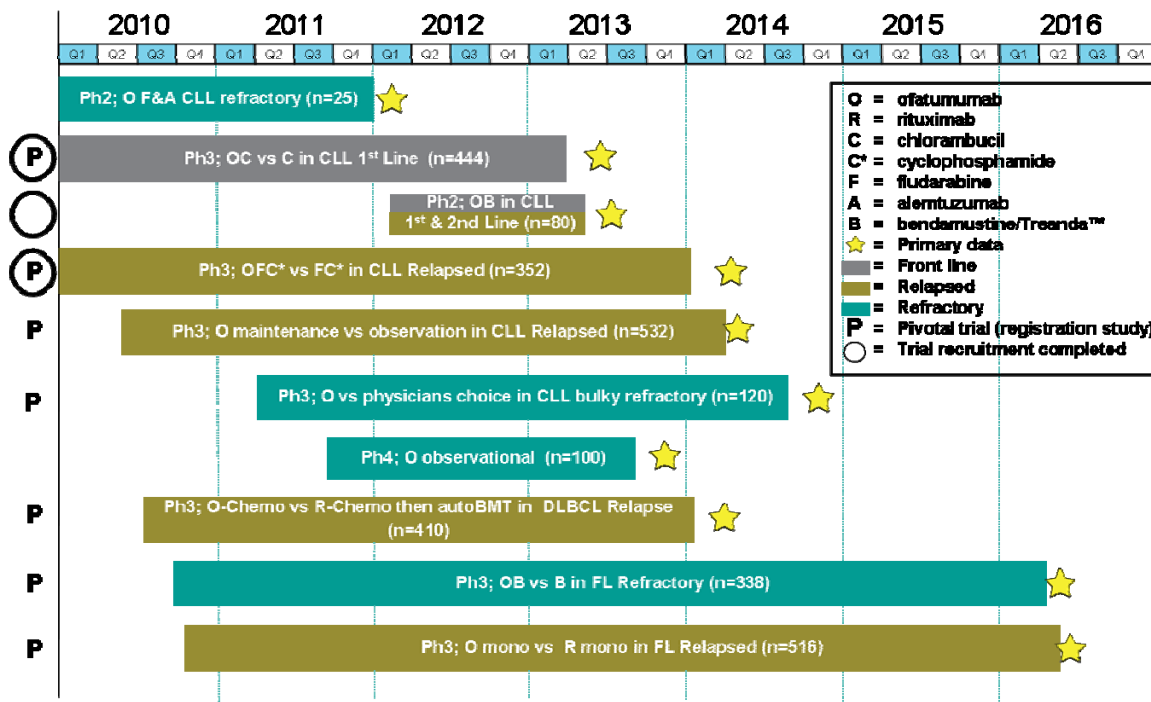 2010 2011 2012 2013 2014 2015 2016
Q1 Q2 Q3 Q4 Q1 Q2 Q3 Q4 Q1 Q2 Q3 Q4 Q1 Q2 Q3 Q4 Q1 Q2 Q3 Q4 Q1 Q2 Q3 Q4 Q1 Q2 Q3 Q4
Ph2; O F&A CLL refractory (n=25)
P Ph3; OC vs C in CLL 1st Line (n=444)
Ph2; OB in CLL
1st & 2nd Line (n=80)
P Ph3; OFC* vs FC* in CLL Relapsed (n=352)
P Ph3; O maintenance vs observation in CLL Relapsed (n=532)
P Ph3; O vs physicians choice in CLL bulky refractory (n=120)
Ph4; O observational (n=100)
P Ph3; O-Chemo vs R-Chemo then autoBMT in DLBCL Relapse
(n=410)
P Ph3; OB vs B in FL Refractory (n=338)
P Ph3; O mono vs R mono in FL Relapsed (n=516)
O = ofatumumab
R = rituximab
C = chlorambucil
C* = cyclophosphamide
F = fludarabine
A = alemtuzumab
B = bendamustine/Treanda™
= Primary data
= Front line
= Relapsed
= Refractory
P = Pivotal trial (registration study)
= Trial recruitment completed